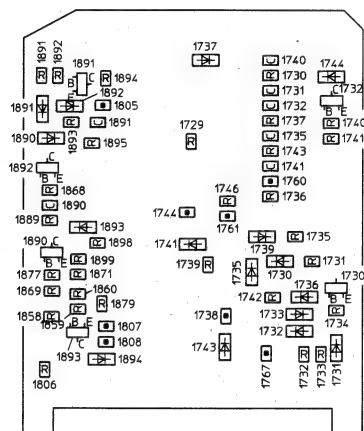 1737
1891
1892
1891
R
R
B
C
E
R
1894
1892
1740
1730
R
1744
1731
R
B
C
E
1732
1891
1805
1732
R
1893
R
1891
1737
R
R
1740
1890
1895
R
1729
R
1735
R
1741
1743
R
1892
C
B
E
1741
1760
1868
R
1746
R
1736
R
1890
1744
1761
1889
R
1893
1739
1735
R
1890
C
B
E
1898
R
1741
1899
R
1739
R
1735
1730
1731
R
1877
R
1871
R
1736
1730
B
E
1869
R
1860
R
1742
R
1879
R
1858
R
1859
R
1738
1733
R
1734
B
E
C
1807
1732
1893
1808
1743
1894
R
1806
1767
R
1732
R
1733
1731